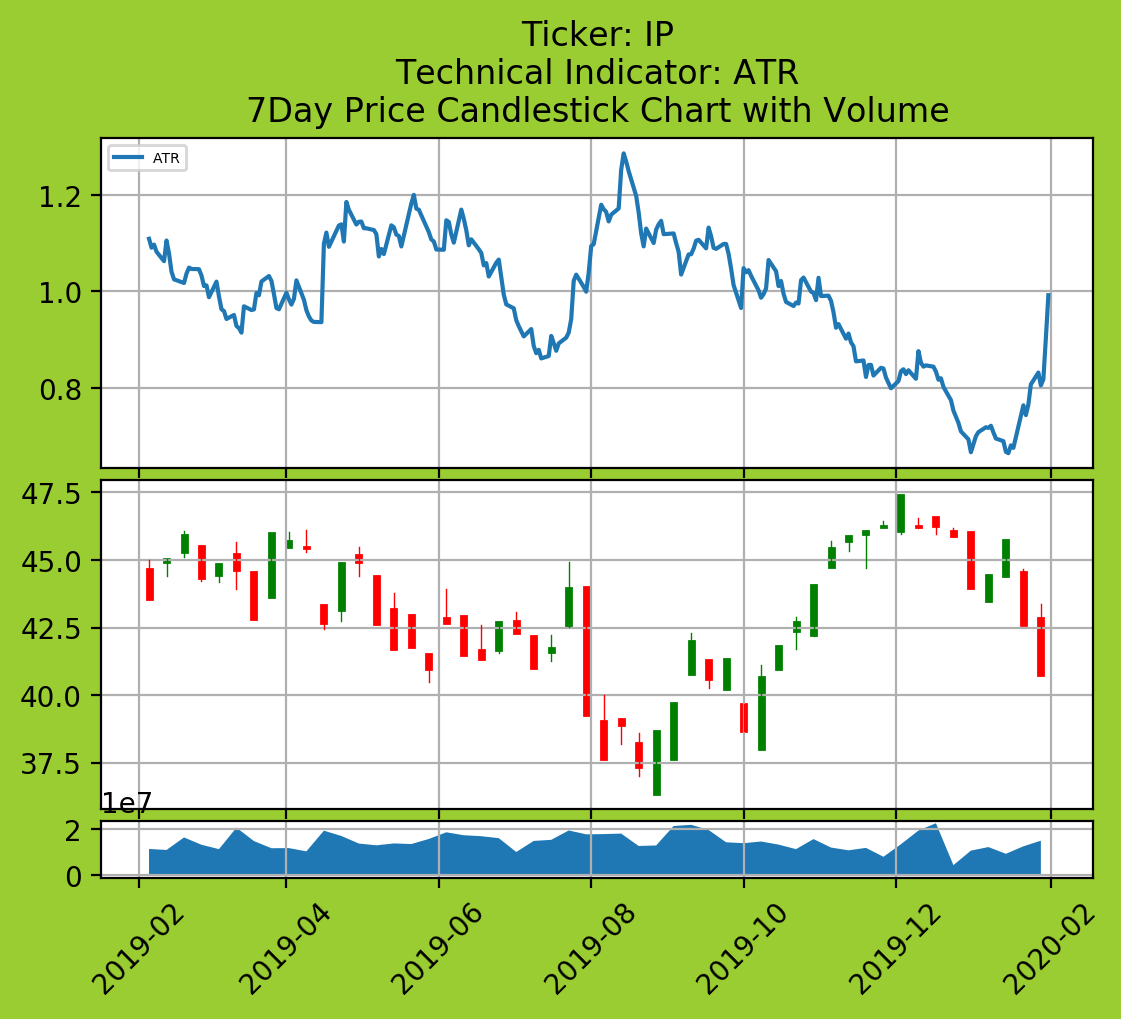 Ticker: IP
Technical Indicator: ATR
7Day Price Candlestick Chart with Volume
ATR
1.2
1.0
0.8
47.5
45.0
42.5
40.0
37.5
1e7
2
0
2019-02 2019-04 2019-06 2019-08 2019-10 2019-12 2020-02